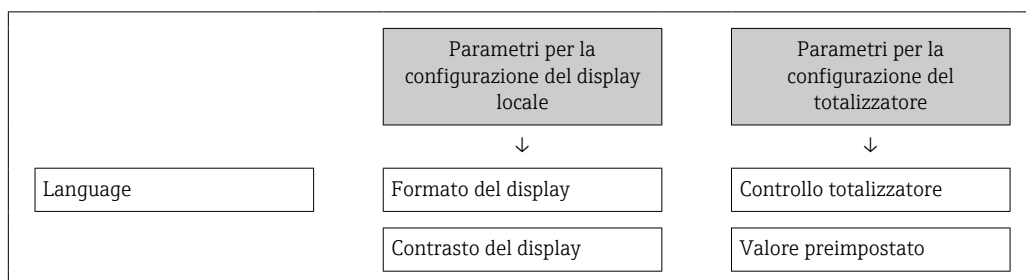 Parametri per la
configurazione del display
locale
Parametri per la
configurazione del
totalizzatore
↓
↓
Language
Formato del display
Controllo totalizzatore
Contrasto del display
Valore preimpostato